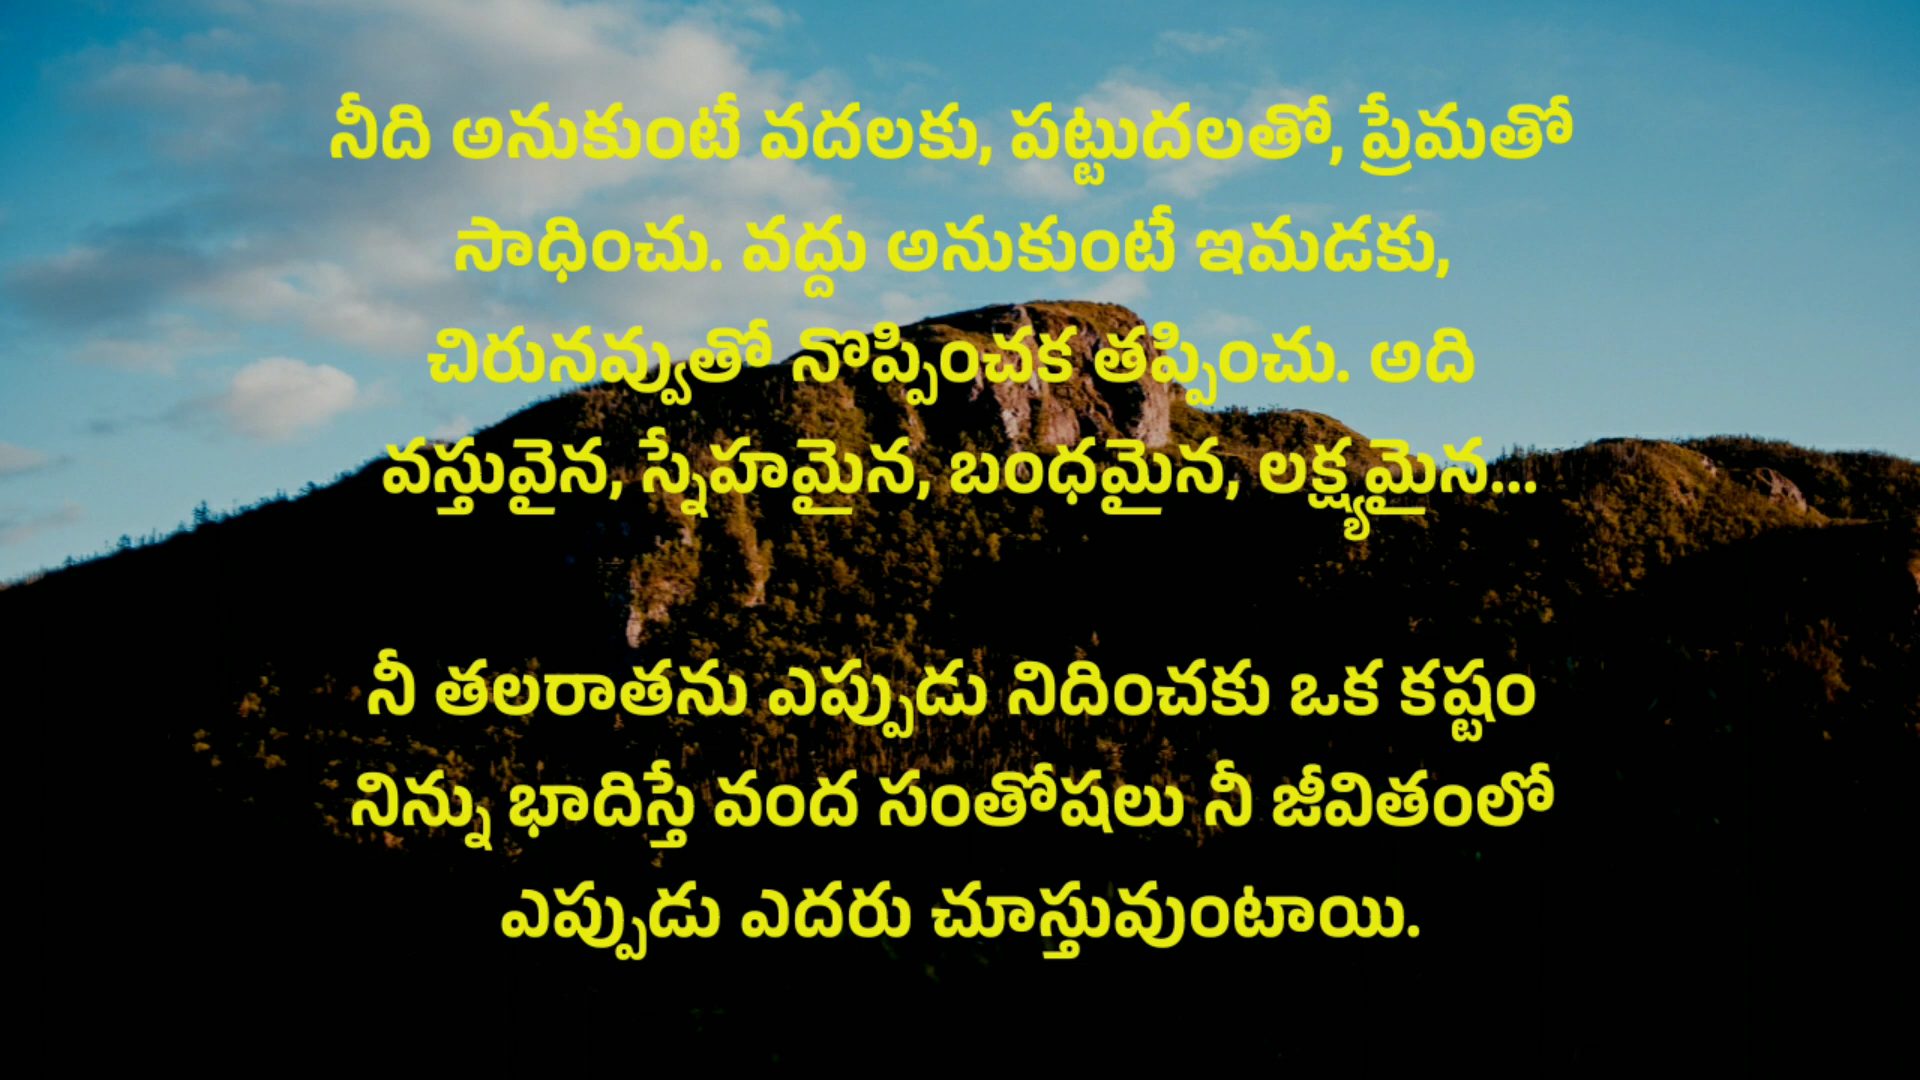 నీది అనుకుంటే వదలకు, పట్టుదలతో, ప్రేమతో
సాధించు. వద్దు అనుకుంటే ఇమడకు,
చిరునవ్వుతో నొప్పించక తప్పించు. అది
వస్తువైన, స్నేహమైన, బంధమైన, లక్ష్యమైన...
నీ తలరాతను ఎప్పుడు నిదించకు ఒక కష్టం
నిన్ను భాదిస్తే వంద సంతోషలు నీ జీవితంలో
ఎప్పుడు ఎదరు చూస్తువుంటాయి.